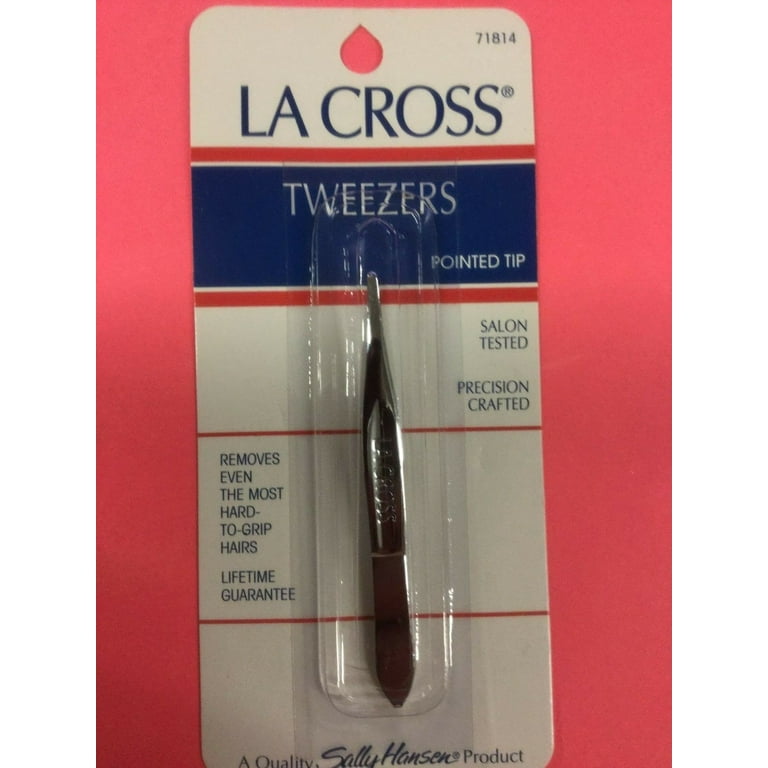 71814
LA CROSS®
TWEEZERS
POINTED TIP
SALON
TESTED
PRECISION
CRAFTED
REMOVES
EVEN
THE MOST
HARD-
TO-GRIP
HAIRS
LIFETIME
GUARANTEE
LA CROSS
A Quality Sally Hansen® Product